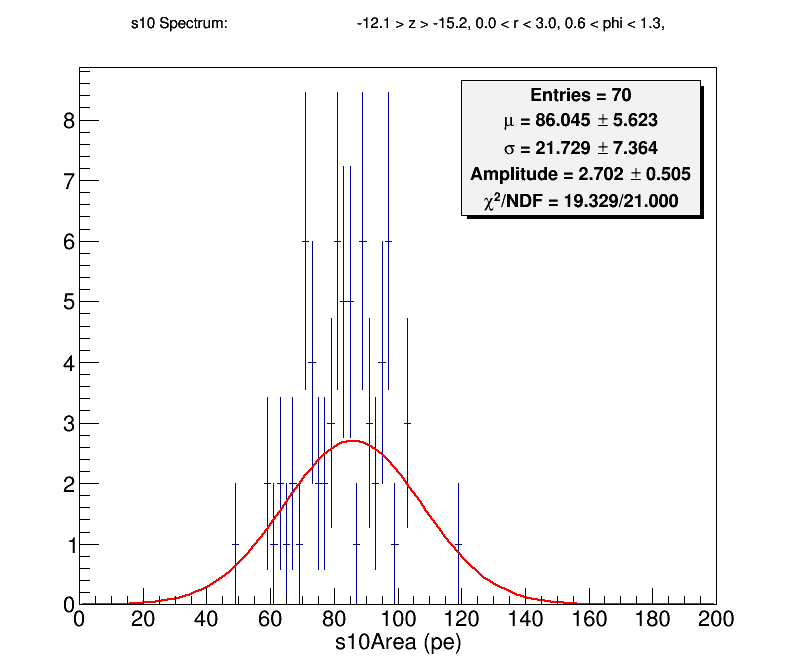 s10 Spectrum: -12.1 > z > -15.2, 0.0 < r < 3.0, 0.6 < phi < 1.3,
Entries = 70
μ = 86.045 ± 5.623
σ = 21.729 ± 7.364
Amplitude = 2.702 ± 0.505
χ²/NDF = 19.329/21.000
8
7
6
5
4
3
2
1
0
0 20 40 60 80 100 120 140 160 180 200
s10Area (pe)